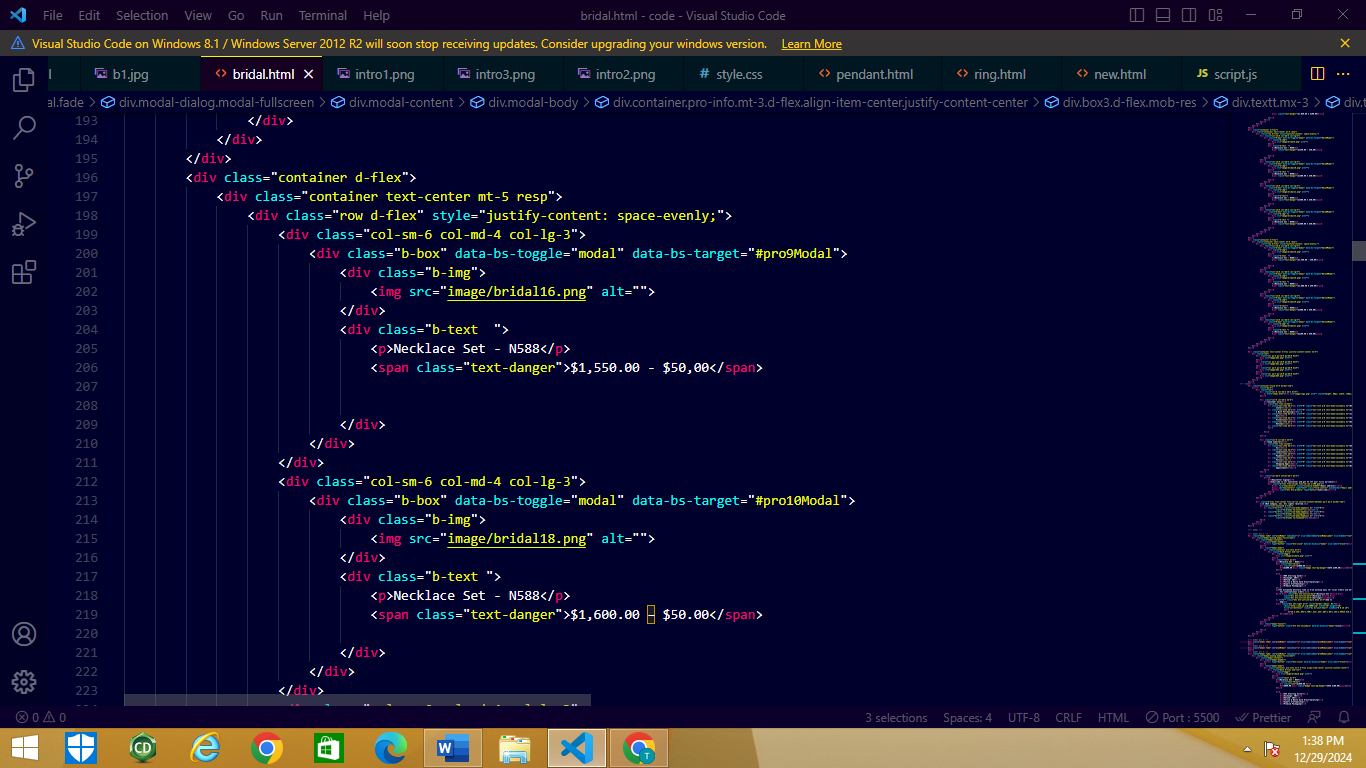 File Edit Selection View Go Run Terminal Help bridal.html - code - Visual Studio Code
Visual Studio Code on Windows 8.1 / Windows Server 2012 R2 will soon stop receiving updates. Consider upgrading your windows version. Learn More
b1.jpg bridal.html intro1.png intro3.png intro2.png # style.css pendant.html ring.html new.html JS script.js
al.fade > div.modal-dialog.modal-fullscreen > div.modal-content > div.modal-body > div.container.pro-info.mt-3.d-flex.align-item-center.justify-content-center > div.box3.d-flex.mob-res > div.textt.mx-3 > div.t
193 </div>
194 </div>
195 </div>
196 <div class="container d-flex">
197 <div class="container text-center mt-5 resp">
198 <div class="row d-flex" style="justify-content: space-evenly;">
199 <div class="col-sm-6 col-md-4 col-lg-3">
200 <div class="b-box" data-bs-toggle="modal" data-bs-target="#pro9Modal">
201 <div class="b-img">
202 <img src="image/bridal16.png" alt="">
203 </div>
204 <div class="b-text  ">
205 <p>Necklace Set - N588</p>
206 <span class="text-danger">$1,550.00 - $50,00</span>
207
208
209 </div>
210 </div>
211 </div>
212 <div class="col-sm-6 col-md-4 col-lg-3">
213 <div class="b-box" data-bs-toggle="modal" data-bs-target="#pro10Modal">
214 <div class="b-img">
215 <img src="image/bridal18.png" alt="">
216 </div>
217 <div class="b-text ">
218 <p>Necklace Set - N588</p>
219 <span class="text-danger">$1,600.00 - $50.00</span>
220
221 </div>
222 </div>
223 </div>
0 0 3 selections Spaces: 4 UTF-8 CRLF HTML Port : 5500 Prettier
1:38 PM
12/29/2024